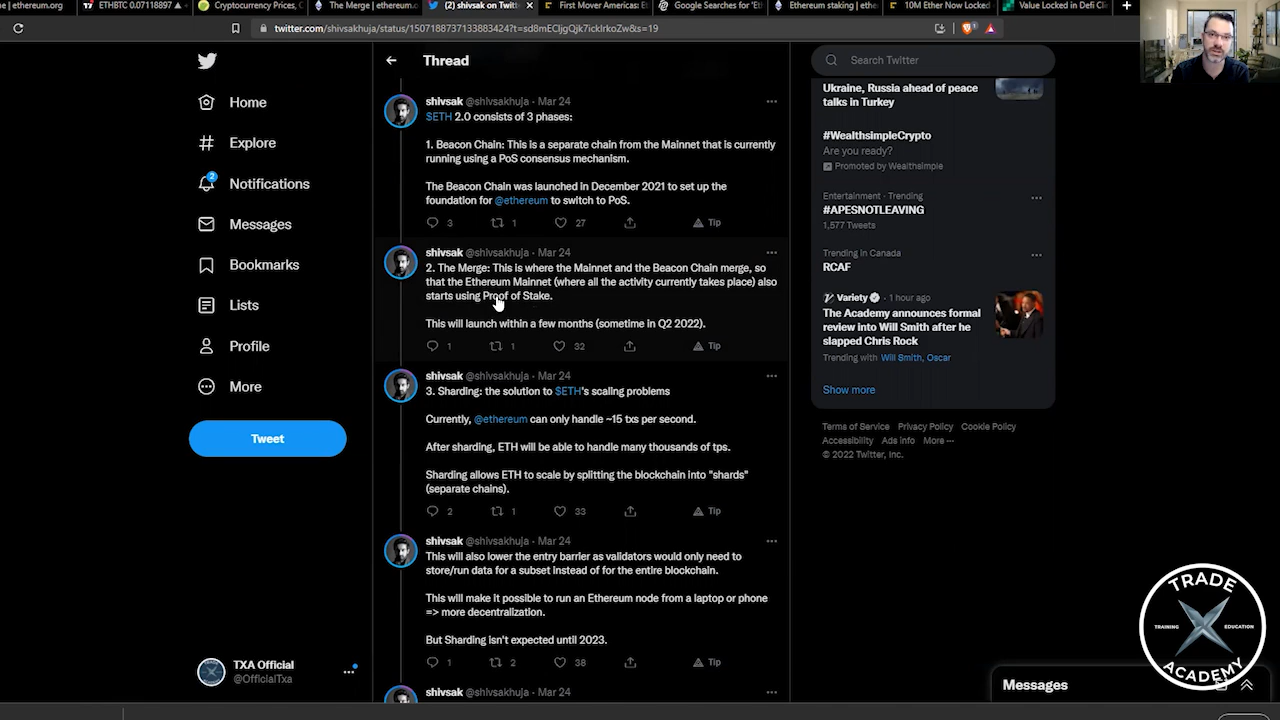 e | ethereum.org
ETHBTC 0.07118897
Cryptocurrency Prices, C
The Merge | ethereum.c
(2) shivsak on Twitt
First Mover Americas: E
Google Searches for 'Eth
Ethereum staking | ethe
10M Ether Now Locked
Value Locked in Defi Cl
twitter.com/shivsakhuja/status/1507188737133883424?t=sd8mECljgQjk7ickIrkoZw&s=19
Home
Explore
2
Notifications
Messages
Bookmarks
Lists
Profile
More
Tweet
TXA Official
@OfficialTxa
Thread
shivsak @shivsakhuja · Mar 24
$ETH 2.0 consists of 3 phases:
1. Beacon Chain: This is a separate chain from the Mainnet that is currently
running using a PoS consensus mechanism.
The Beacon Chain was launched in December 2021 to set up the
foundation for @ethereum to switch to PoS.
3 1 27 Tip
shivsak @shivsakhuja · Mar 24
2. The Merge: This is where the Mainnet and the Beacon Chain merge, so
that the Ethereum Mainnet (where all the activity currently takes place) also
starts using Proof of Stake.
This will launch within a few months (sometime in Q2 2022).
1 1 32 Tip
shivsak @shivsakhuja · Mar 24
3. Sharding: the solution to $ETH's scaling problems
Currently, @ethereum can only handle ~15 txs per second.
After sharding, ETH will be able to handle many thousands of tps.
Sharding allows ETH to scale by splitting the blockchain into "shards"
(separate chains).
2 1 33 Tip
shivsak @shivsakhuja · Mar 24
This will also lower the entry barrier as validators would only need to
store/run data for a subset instead of for the entire blockchain.
This will make it possible to run an Ethereum node from a laptop or phone
=> more decentralization.
But Sharding isn't expected until 2023.
1 2 38 Tip
shivsak @shivsakhuja · Mar 24
Search Twitter
Ukraine, Russia ahead of peace
talks in Turkey
#WealthsimpleCrypto
Are you ready?
Promoted by Wealthsimple
Entertainment · Trending
#APESNOTLEAVING
1,577 Tweets
Trending in Canada
RCAF
Variety · 1 hour ago
The Academy announces formal
review into Will Smith after he
slapped Chris Rock
Trending with Will Smith, Oscar
Show more
Terms of Service Privacy Policy Cookie Policy
Accessibility Ads info More
© 2022 Twitter, Inc.
Messages
TRADE
TRAINING EDUCATION
ACADEMY